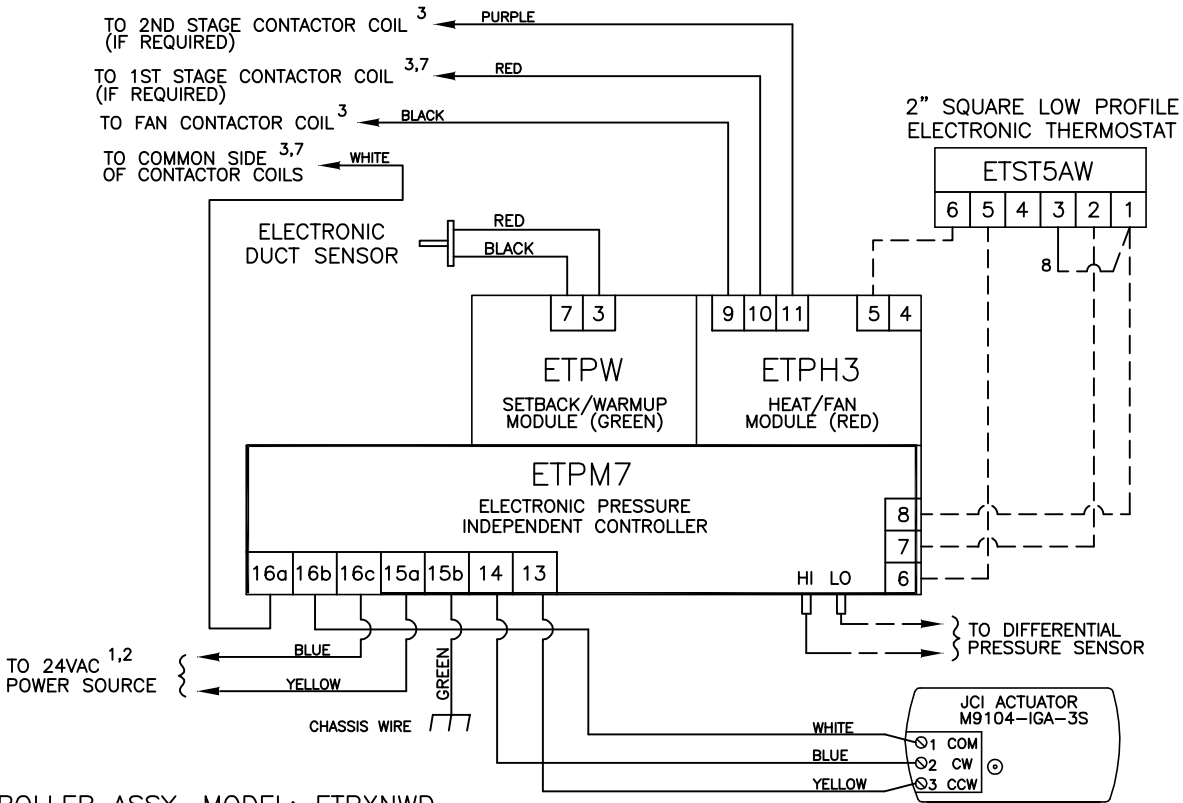 TO 2ND STAGE CONTACTOR COIL 3
(IF REQUIRED)
PURPLE
TO 1ST STAGE CONTACTOR COIL 3,7
(IF REQUIRED)
RED
TO FAN CONTACTOR COIL 3
BLACK
TO COMMON SIDE 3,7
OF CONTACTOR COILS
WHITE
2" SQUARE LOW PROFILE
ELECTRONIC THERMOSTAT
ETST5AW
6 5 4 3 2 1
8
ELECTRONIC
DUCT SENSOR
RED
BLACK
7 3
9 10 11
5 4
ETPW
SETBACK/WARMUP
MODULE (GREEN)
ETPH3
HEAT/FAN
MODULE (RED)
ETPM7
ELECTRONIC PRESSURE
INDEPENDENT CONTROLLER
8
7
6
16a 16b 16c 15a 15b 14 13
HI LO
TO DIFFERENTIAL
PRESSURE SENSOR
TO 24VAC 1,2
POWER SOURCE
BLUE
YELLOW
GREEN
CHASSIS WIRE
JCI ACTUATOR
M9104-IGA-3S
WHITE
1 COM
BLUE
2 CW
YELLOW
3 CCW